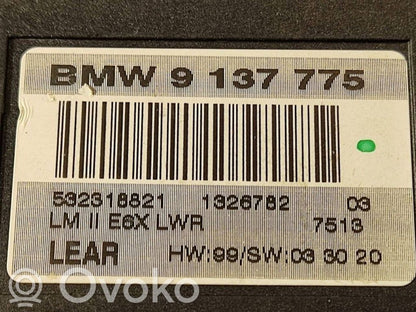 BMW 9 137 775
532318821 1326782 03
LM II E6X LWR 7513
LEAR HW:99/SW:03 30 20
Ovoko